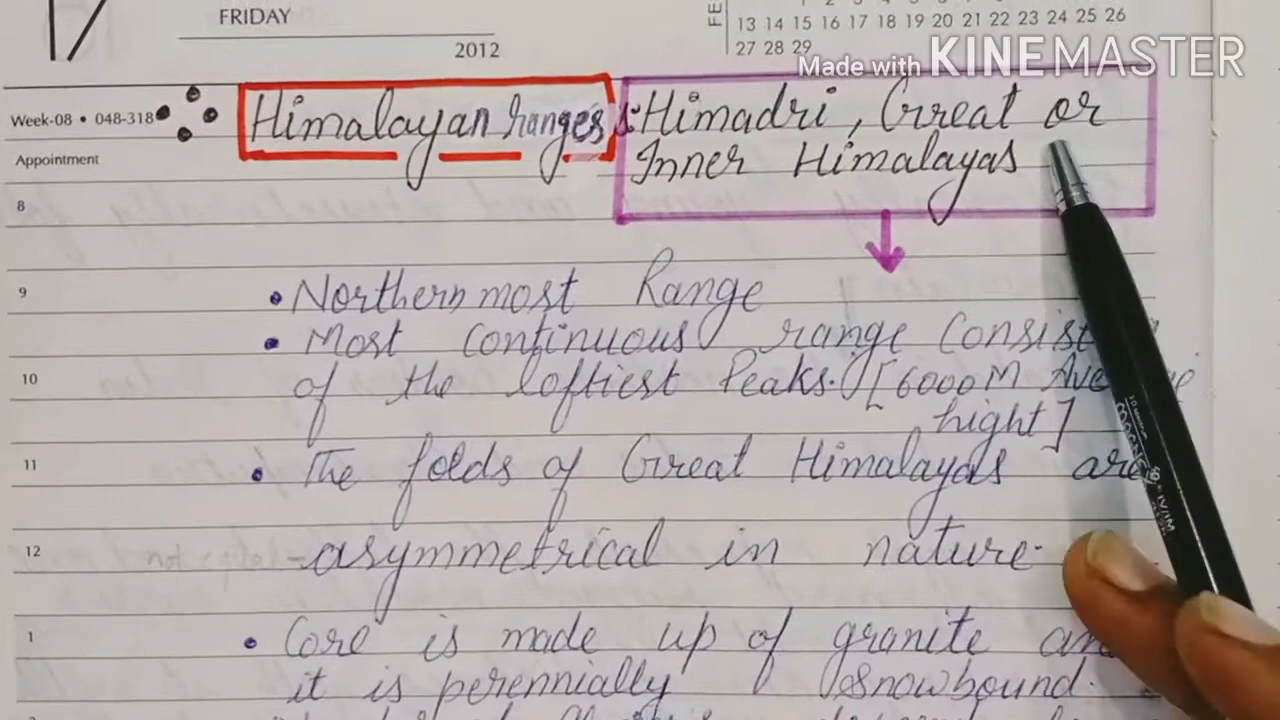 FRIDAY
2012
FE
13 14 15 16 17 18 19 20 21 22 23 24 25 26
27 28 29
Made with KINEMASTER
Week-08 • 048-318
Appointment
Himalayan ranges : Himadri, Great or
Inner Himalayas
8
9
• Northern most Range
• Most continuous range
10
of the loftiest Peaks. [6000M
hight]
11
• The folds of Great Himalayas are
12
asymmetrical in nature.
1
• Core is made up of granite
it is perennially snowbound.